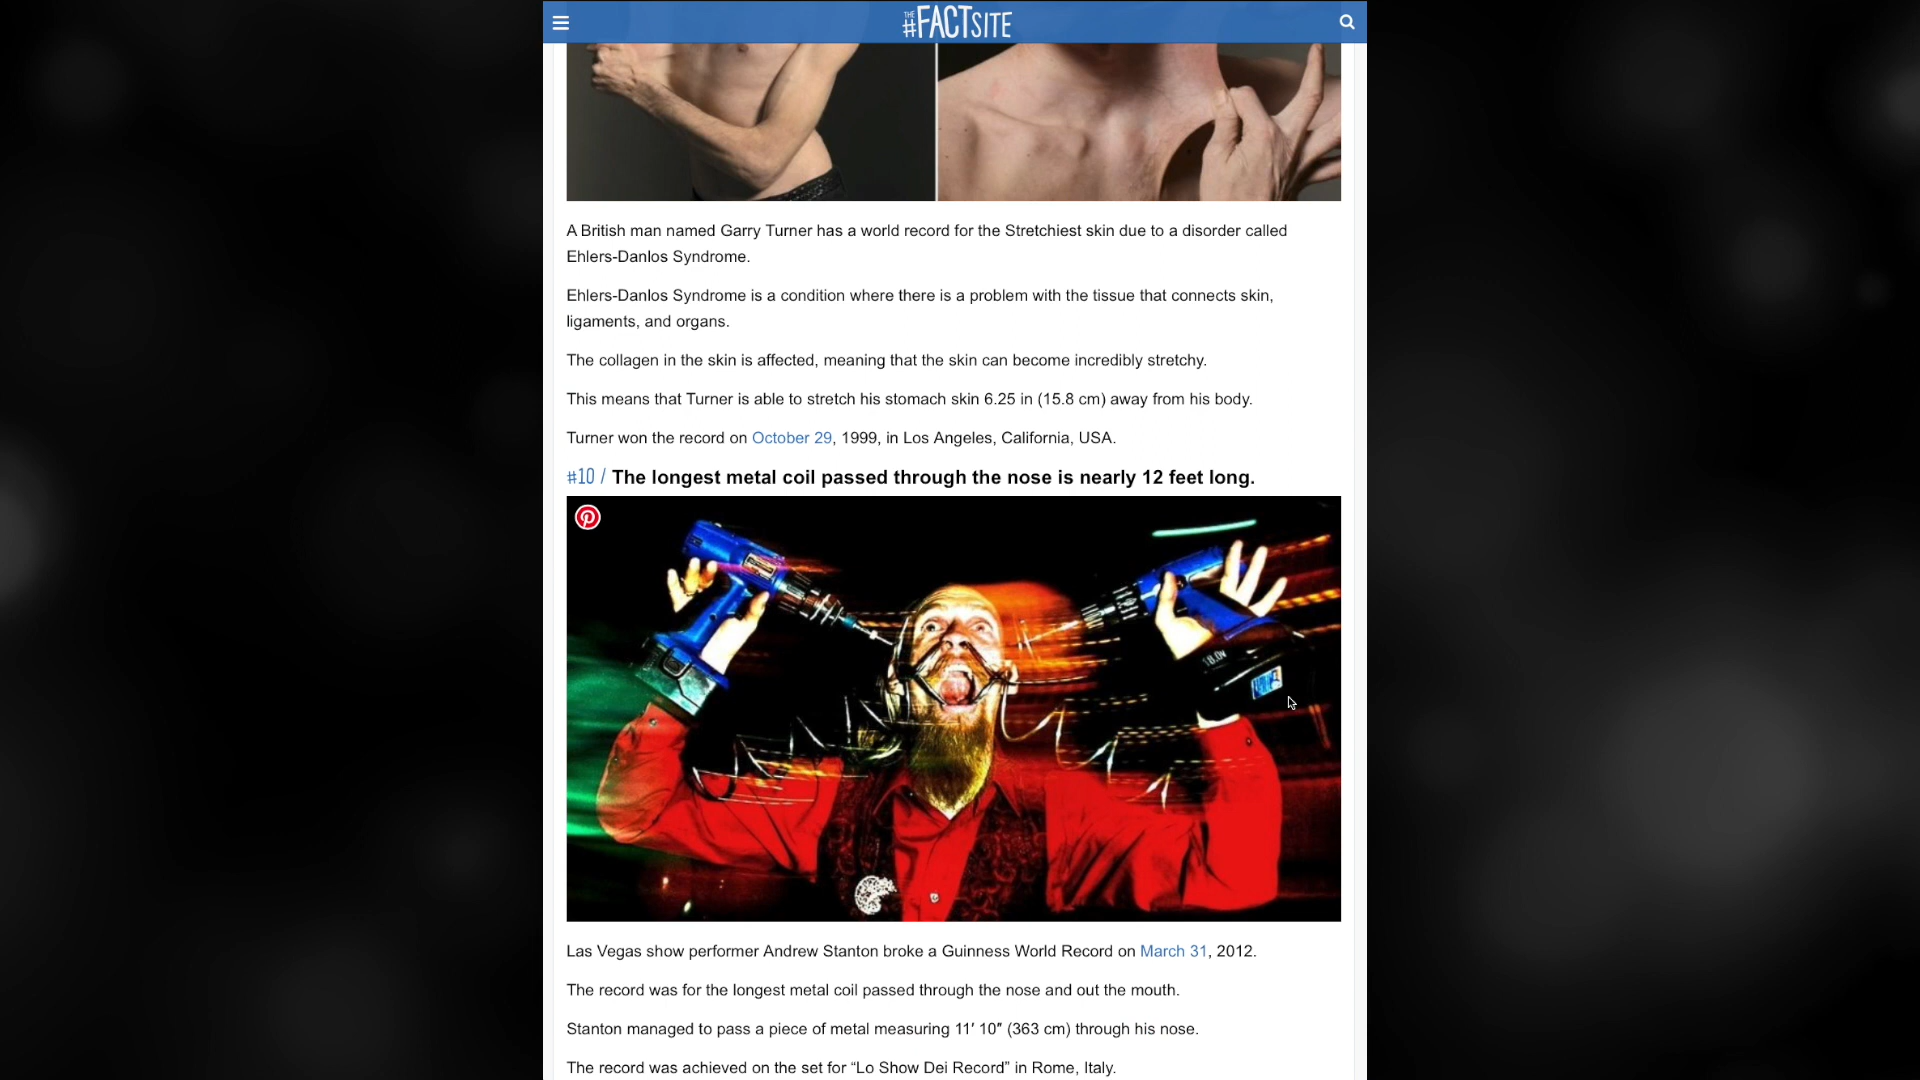 THE #FACTSITE
A British man named Garry Turner has a world record for the Stretchiest skin due to a disorder called
Ehlers-Danlos Syndrome.
Ehlers-Danlos Syndrome is a condition where there is a problem with the tissue that connects skin,
ligaments, and organs.
The collagen in the skin is affected, meaning that the skin can become incredibly stretchy.
This means that Turner is able to stretch his stomach skin 6.25 in (15.8 cm) away from his body.
Turner won the record on October 29, 1999, in Los Angeles, California, USA.
#10 / The longest metal coil passed through the nose is nearly 12 feet long.
18.0V
Las Vegas show performer Andrew Stanton broke a Guinness World Record on March 31, 2012.
The record was for the longest metal coil passed through the nose and out the mouth.
Stanton managed to pass a piece of metal measuring 11′ 10″ (363 cm) through his nose.
The record was achieved on the set for “Lo Show Dei Record” in Rome, Italy.